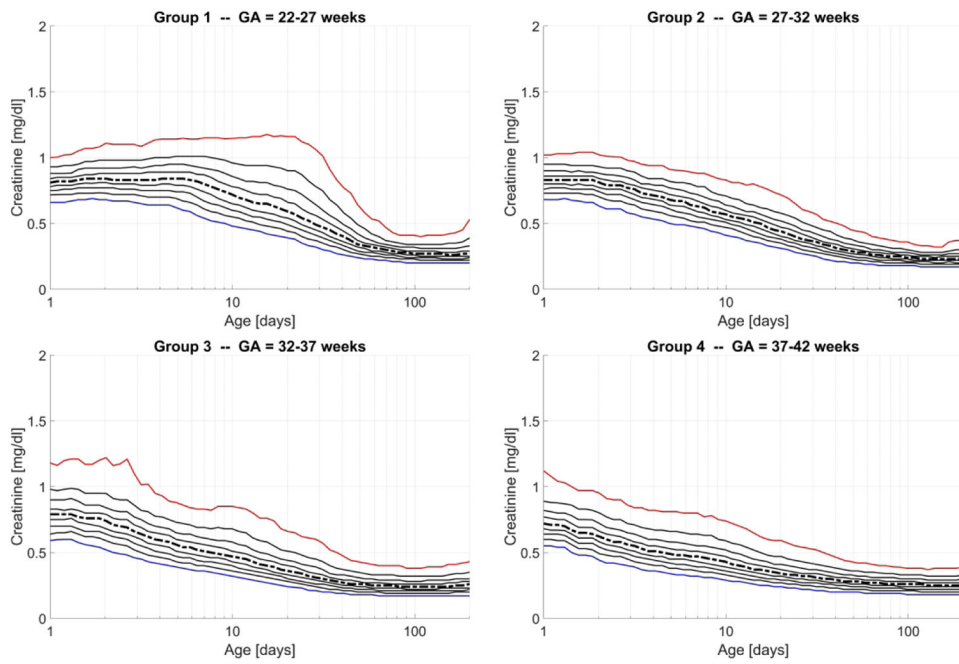 Group 1 -- GA = 22-27 weeks
Creatinine [mg/dl]
2
1.5
1
0.5
0
1 10 100
Age [days]
Group 2 -- GA = 27-32 weeks
Creatinine [mg/dl]
2
1.5
1
0.5
0
1 10 100
Age [days]
Group 3 -- GA = 32-37 weeks
Creatinine [mg/dl]
2
1.5
1
0.5
0
1 10 100
Age [days]
Group 4 -- GA = 37-42 weeks
Creatinine [mg/dl]
2
1.5
1
0.5
0
1 10 100
Age [days]